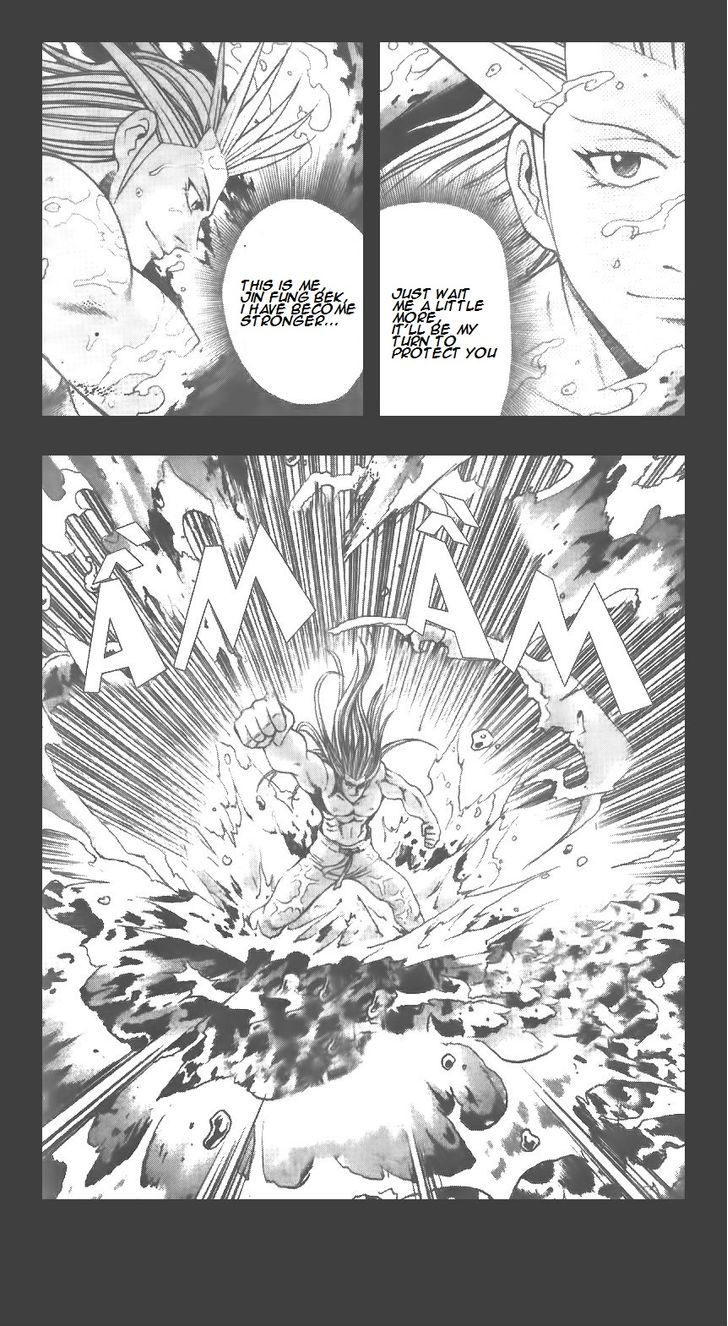 THIS IS ME,
JIN FUNG BEK,
I HAVE BECOME
STRONGER...
JUST WAIT
ME A LITTLE
MORE
IT'LL BE MY
TURN TO
PROTECT YOU
ẦM ẦM